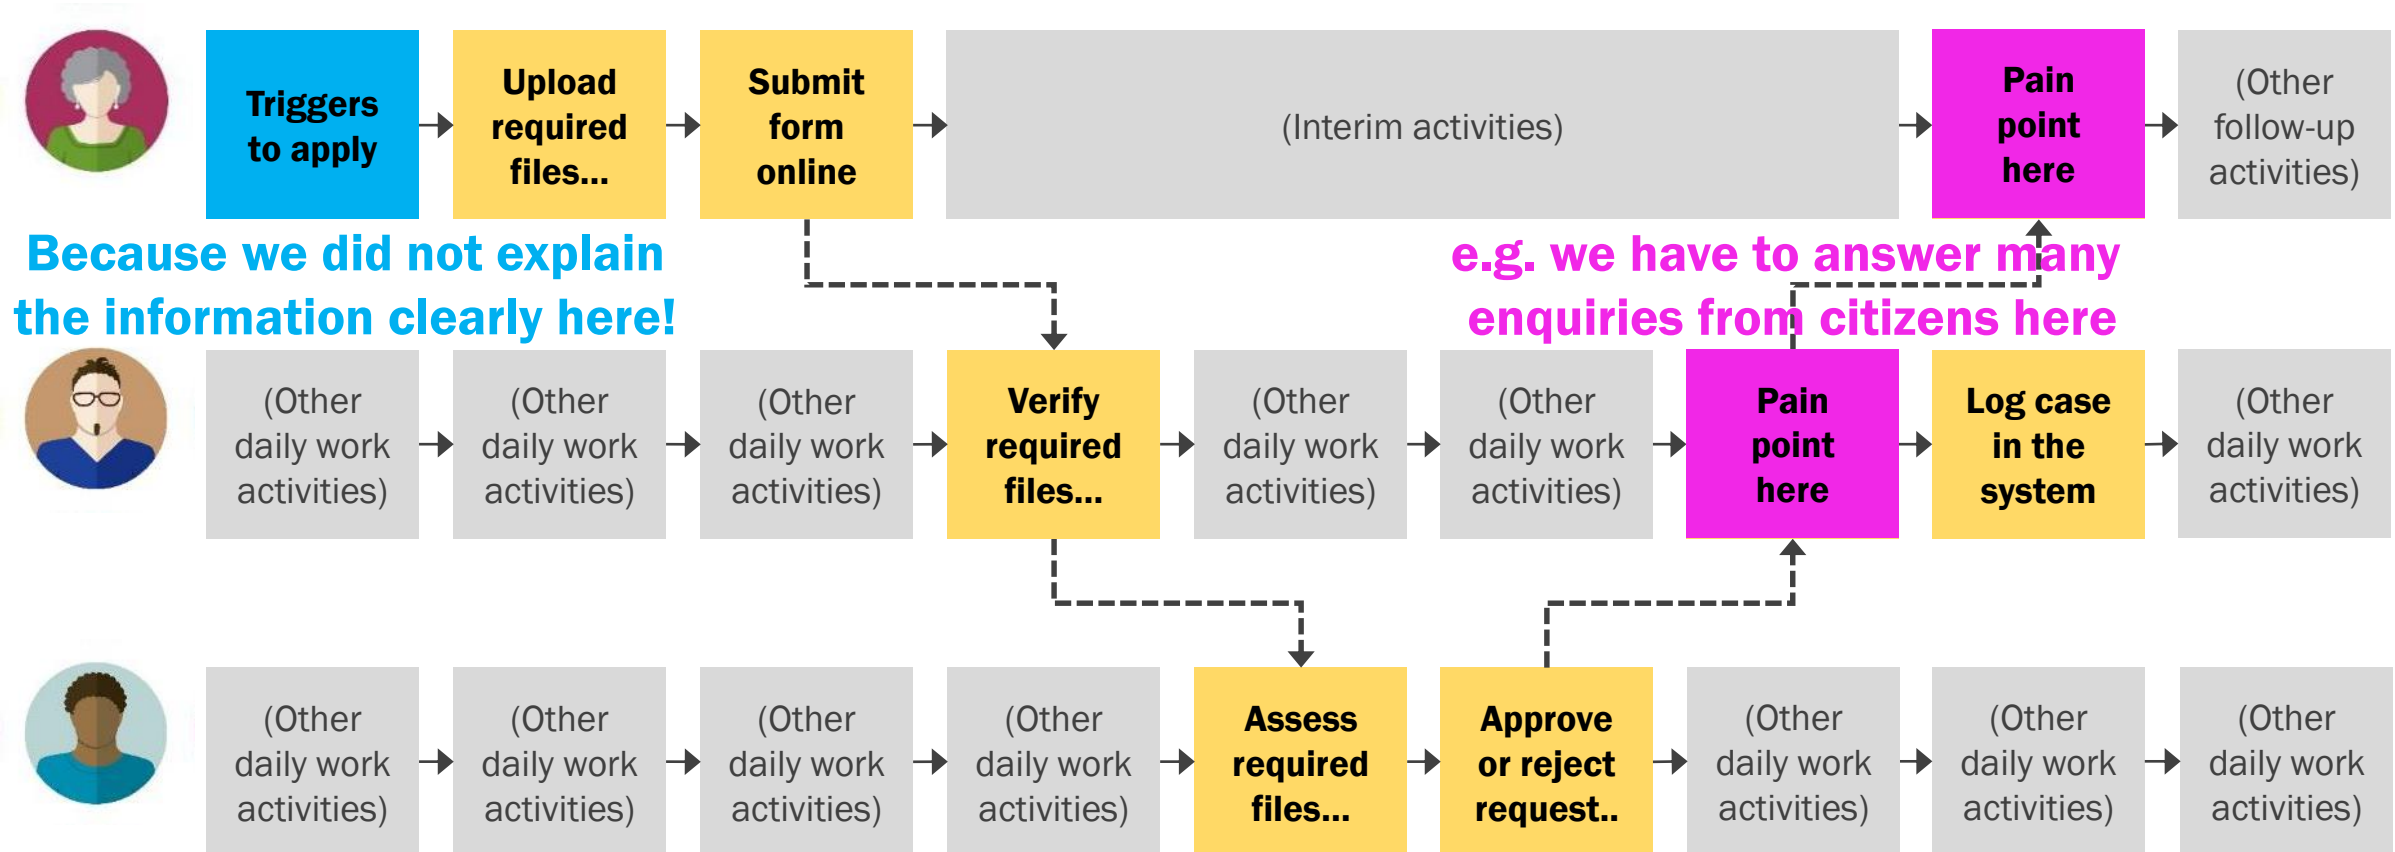 Triggers
to apply
Upload
required
files...
Submit
form
online
(Interim activities)
Pain
point
here
(Other
follow-up
activities)
Because we did not explain
the information clearly here!
e.g. we have to answer many
enquiries from citizens here
(Other
daily work
activities)
(Other
daily work
activities)
(Other
daily work
activities)
Verify
required
files...
(Other
daily work
activities)
(Other
daily work
activities)
Pain
point
here
Log case
in the
system
(Other
daily work
activities)
(Other
daily work
activities)
(Other
daily work
activities)
(Other
daily work
activities)
(Other
daily work
activities)
Assess
required
files...
Approve
or reject
request..
(Other
daily work
activities)
(Other
daily work
activities)
(Other
daily work
activities)